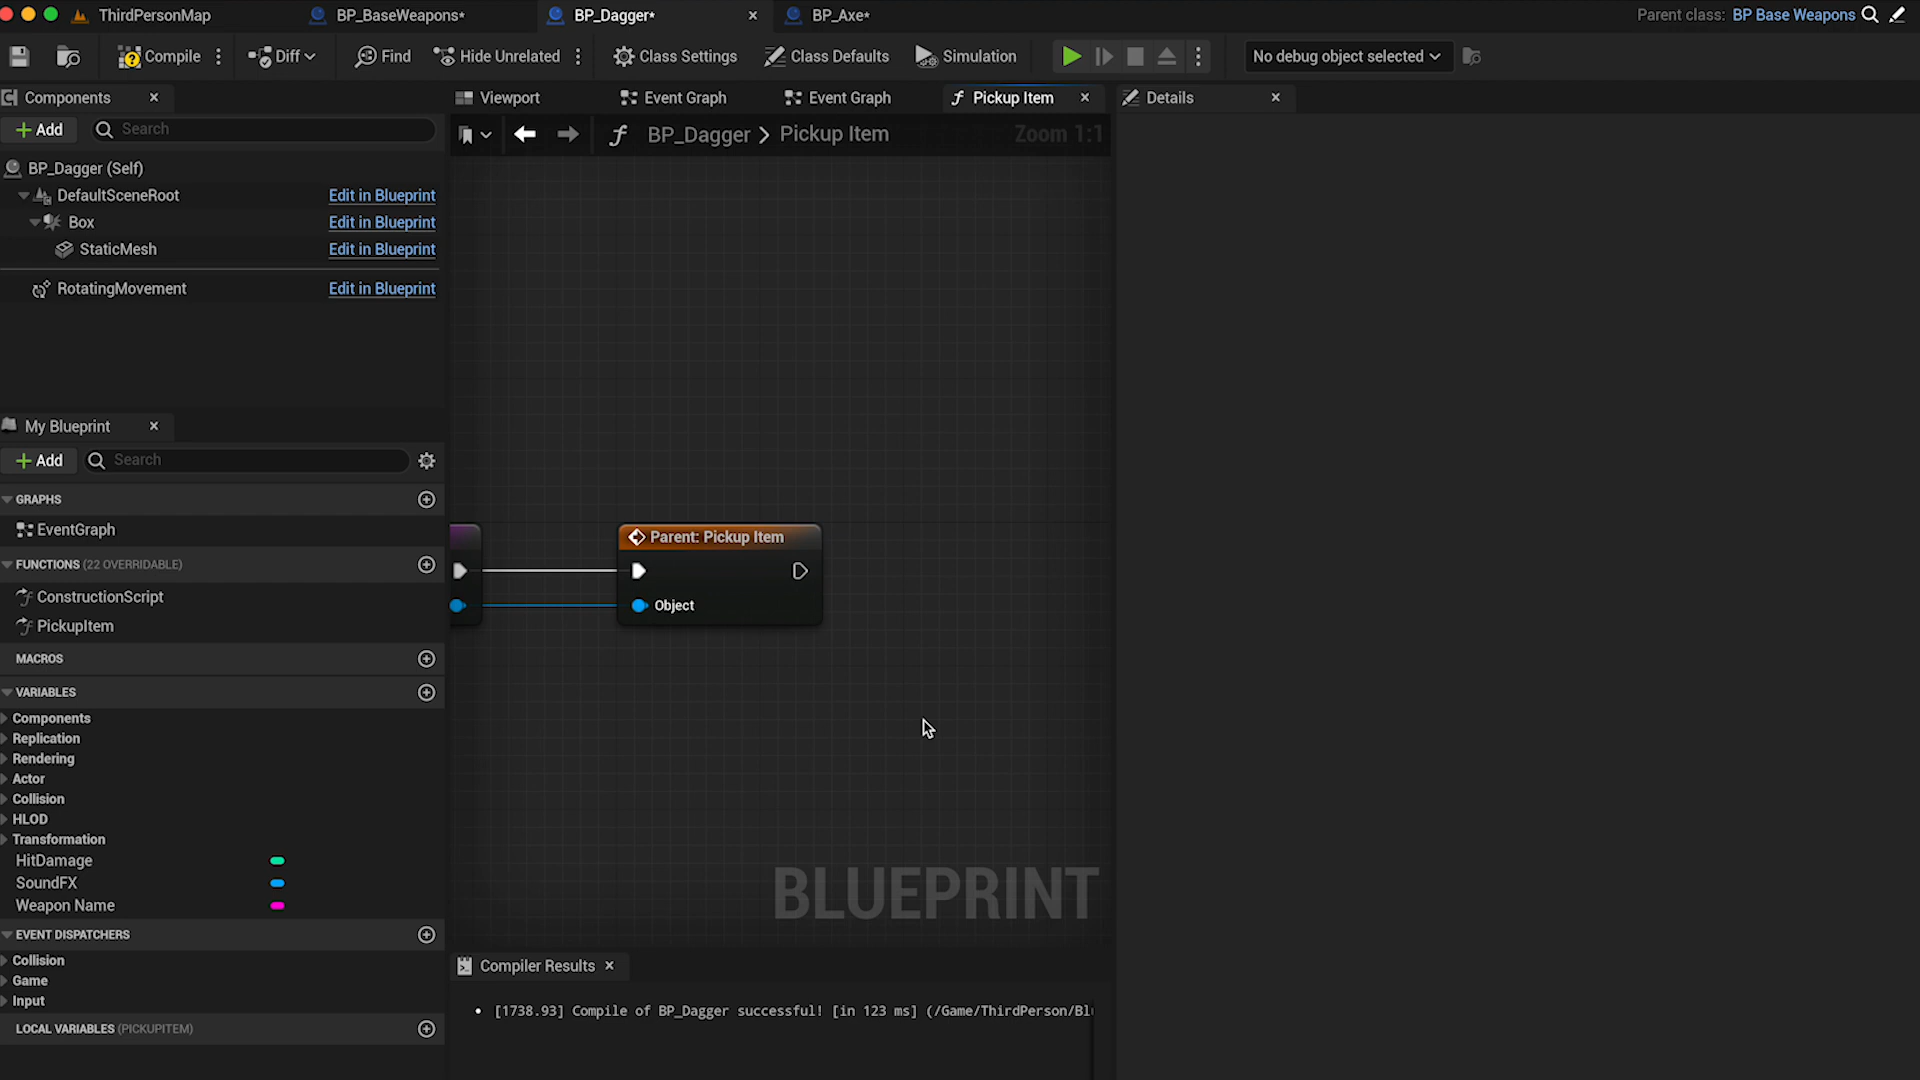 ThirdPersonMap
BP_BaseWeapons*
BP_Dagger*
BP_Axe*
Parent class: BP Base Weapons
Compile
Diff
Find
Hide Unrelated
Class Settings
Class Defaults
Simulation
No debug object selected
Components
Viewport
Event Graph
Event Graph
Pickup Item
Details
Add
Search
BP_Dagger > Pickup Item
Zoom 1:1
BP_Dagger (Self)
DefaultSceneRoot Edit in Blueprint
Box Edit in Blueprint
StaticMesh Edit in Blueprint
RotatingMovement Edit in Blueprint
My Blueprint
Add
Search
GRAPHS
EventGraph
FUNCTIONS (22 OVERRIDABLE)
ConstructionScript
PickupItem
MACROS
VARIABLES
Components
Replication
Rendering
Actor
Collision
HLOD
Transformation
HitDamage
SoundFX
Weapon Name
EVENT DISPATCHERS
Collision
Game
Input
LOCAL VARIABLES (PICKUPITEM)
Parent: Pickup Item
Object
BLUEPRINT
Compiler Results
[1738.93] Compile of BP_Dagger successful! [in 123 ms] (/Game/ThirdPerson/Bl